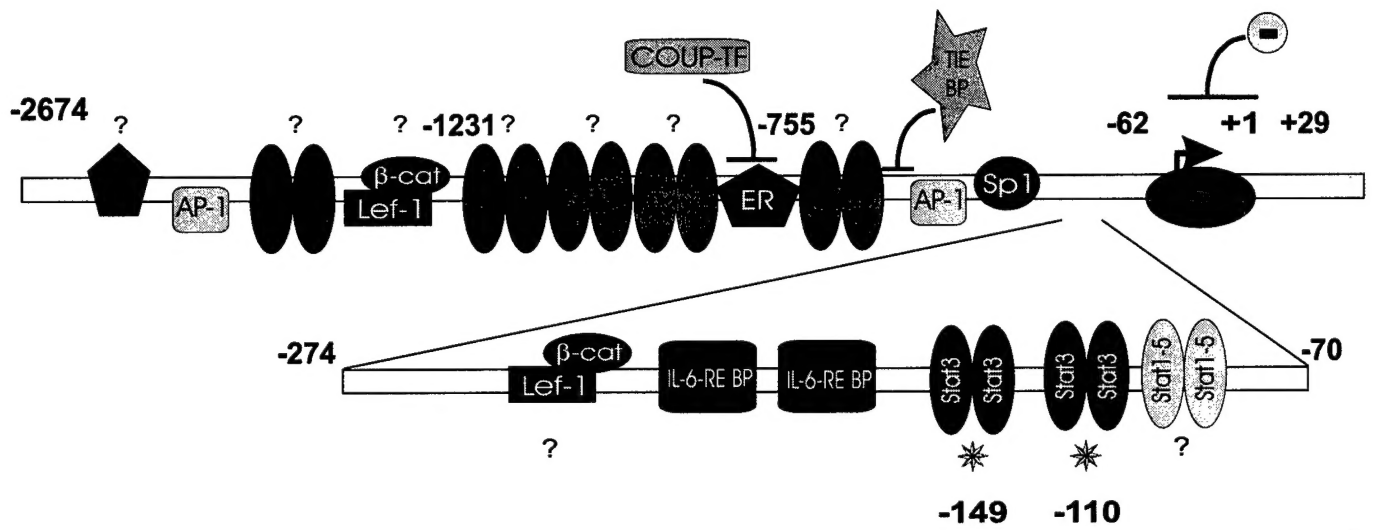 COUP-TF
TIE
BP
-
-2674
?
?
?
-1231
?
?
?
-755
?
-62
+1
+29
AP-1
β-cat
Lef-1
ER
AP-1
Sp1
-274
β-cat
Lef-1
IL-6-RE BP
IL-6-RE BP
Stat3
Stat3
Stat3
Stat3
Stat1-5
Stat1-5
-70
?
?
-149
-110